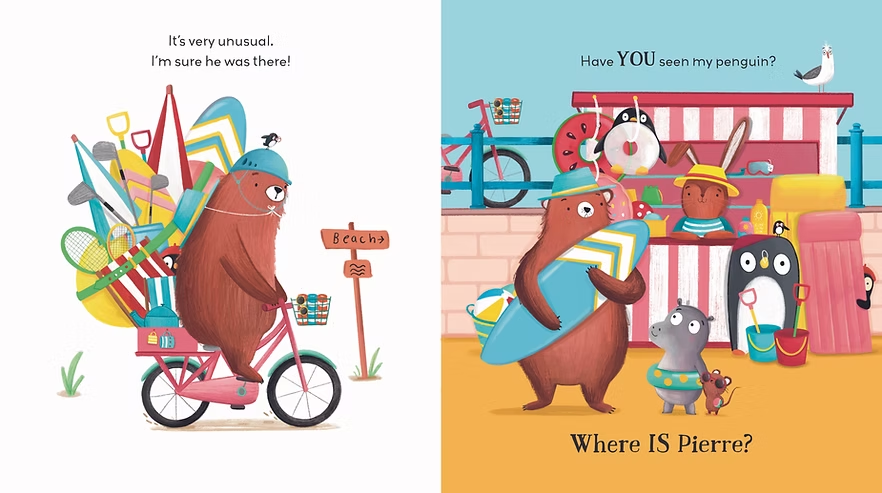 It's very unusual.
I'm sure he was there!
Beach→
Have YOU seen my penguin?
Where IS Pierre?